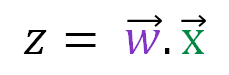 z = w⃗.x⃗